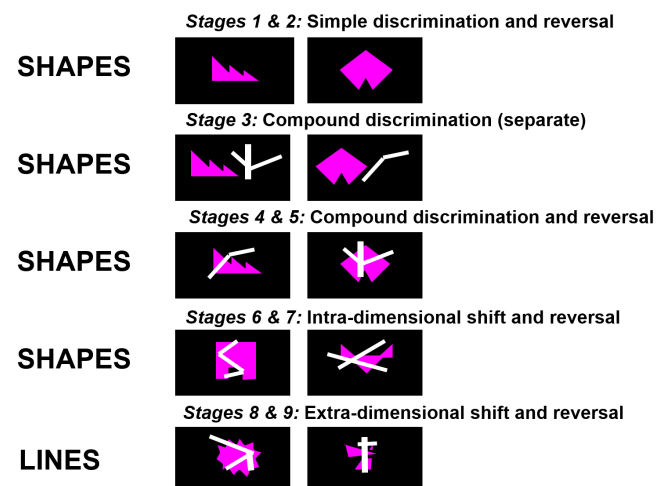 Stages 1 & 2: Simple discrimination and reversal
SHAPES
Stage 3: Compound discrimination (separate)
SHAPES
Stages 4 & 5: Compound discrimination and reversal
SHAPES
Stages 6 & 7: Intra-dimensional shift and reversal
SHAPES
Stages 8 & 9: Extra-dimensional shift and reversal
LINES